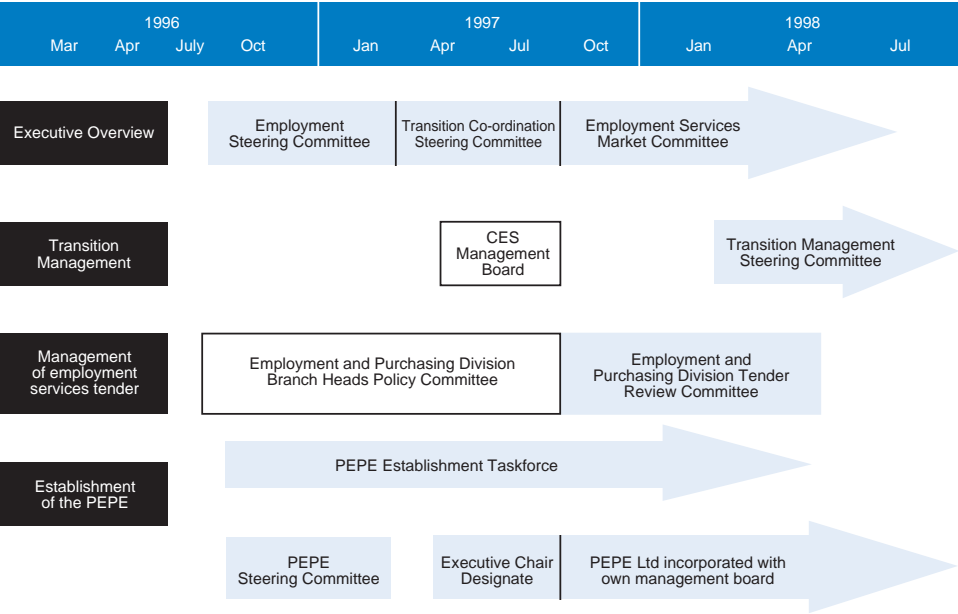 1996 1997 1998
Mar Apr July Oct Jan Apr Jul Oct Jan Apr Jul
Executive Overview
Employment
Steering Committee
Transition Co-ordination
Steering Committee
Employment Services
Market Committee
Transition
Management
CES
Management
Board
Transition Management
Steering Committee
Management
of employment
services tender
Employment and Purchasing Division
Branch Heads Policy Committee
Employment and
Purchasing Division Tender
Review Committee
Establishment
of the PEPE
PEPE Establishment Taskforce
PEPE
Steering Committee
Executive Chair
Designate
PEPE Ltd incorporated with
own management board